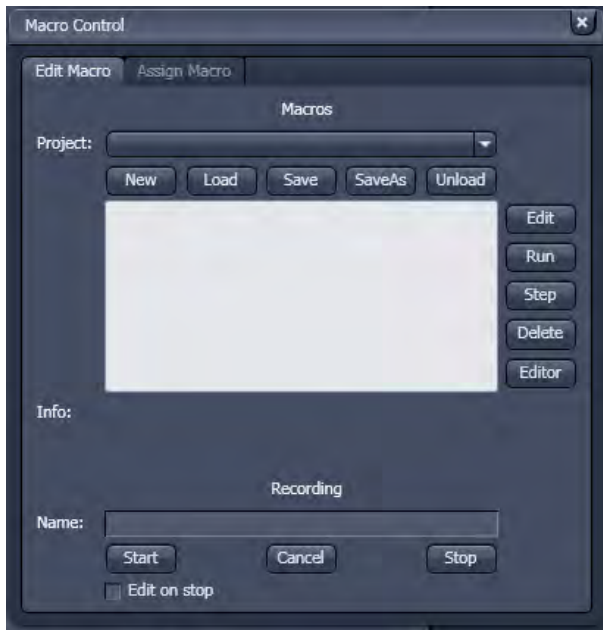 Macro Control
Edit Macro Assign Macro
Macros
Project:
New Load Save SaveAs Unload
Edit
Run
Step
Delete
Editor
Info:
Recording
Name:
Start Cancel Stop
Edit on stop